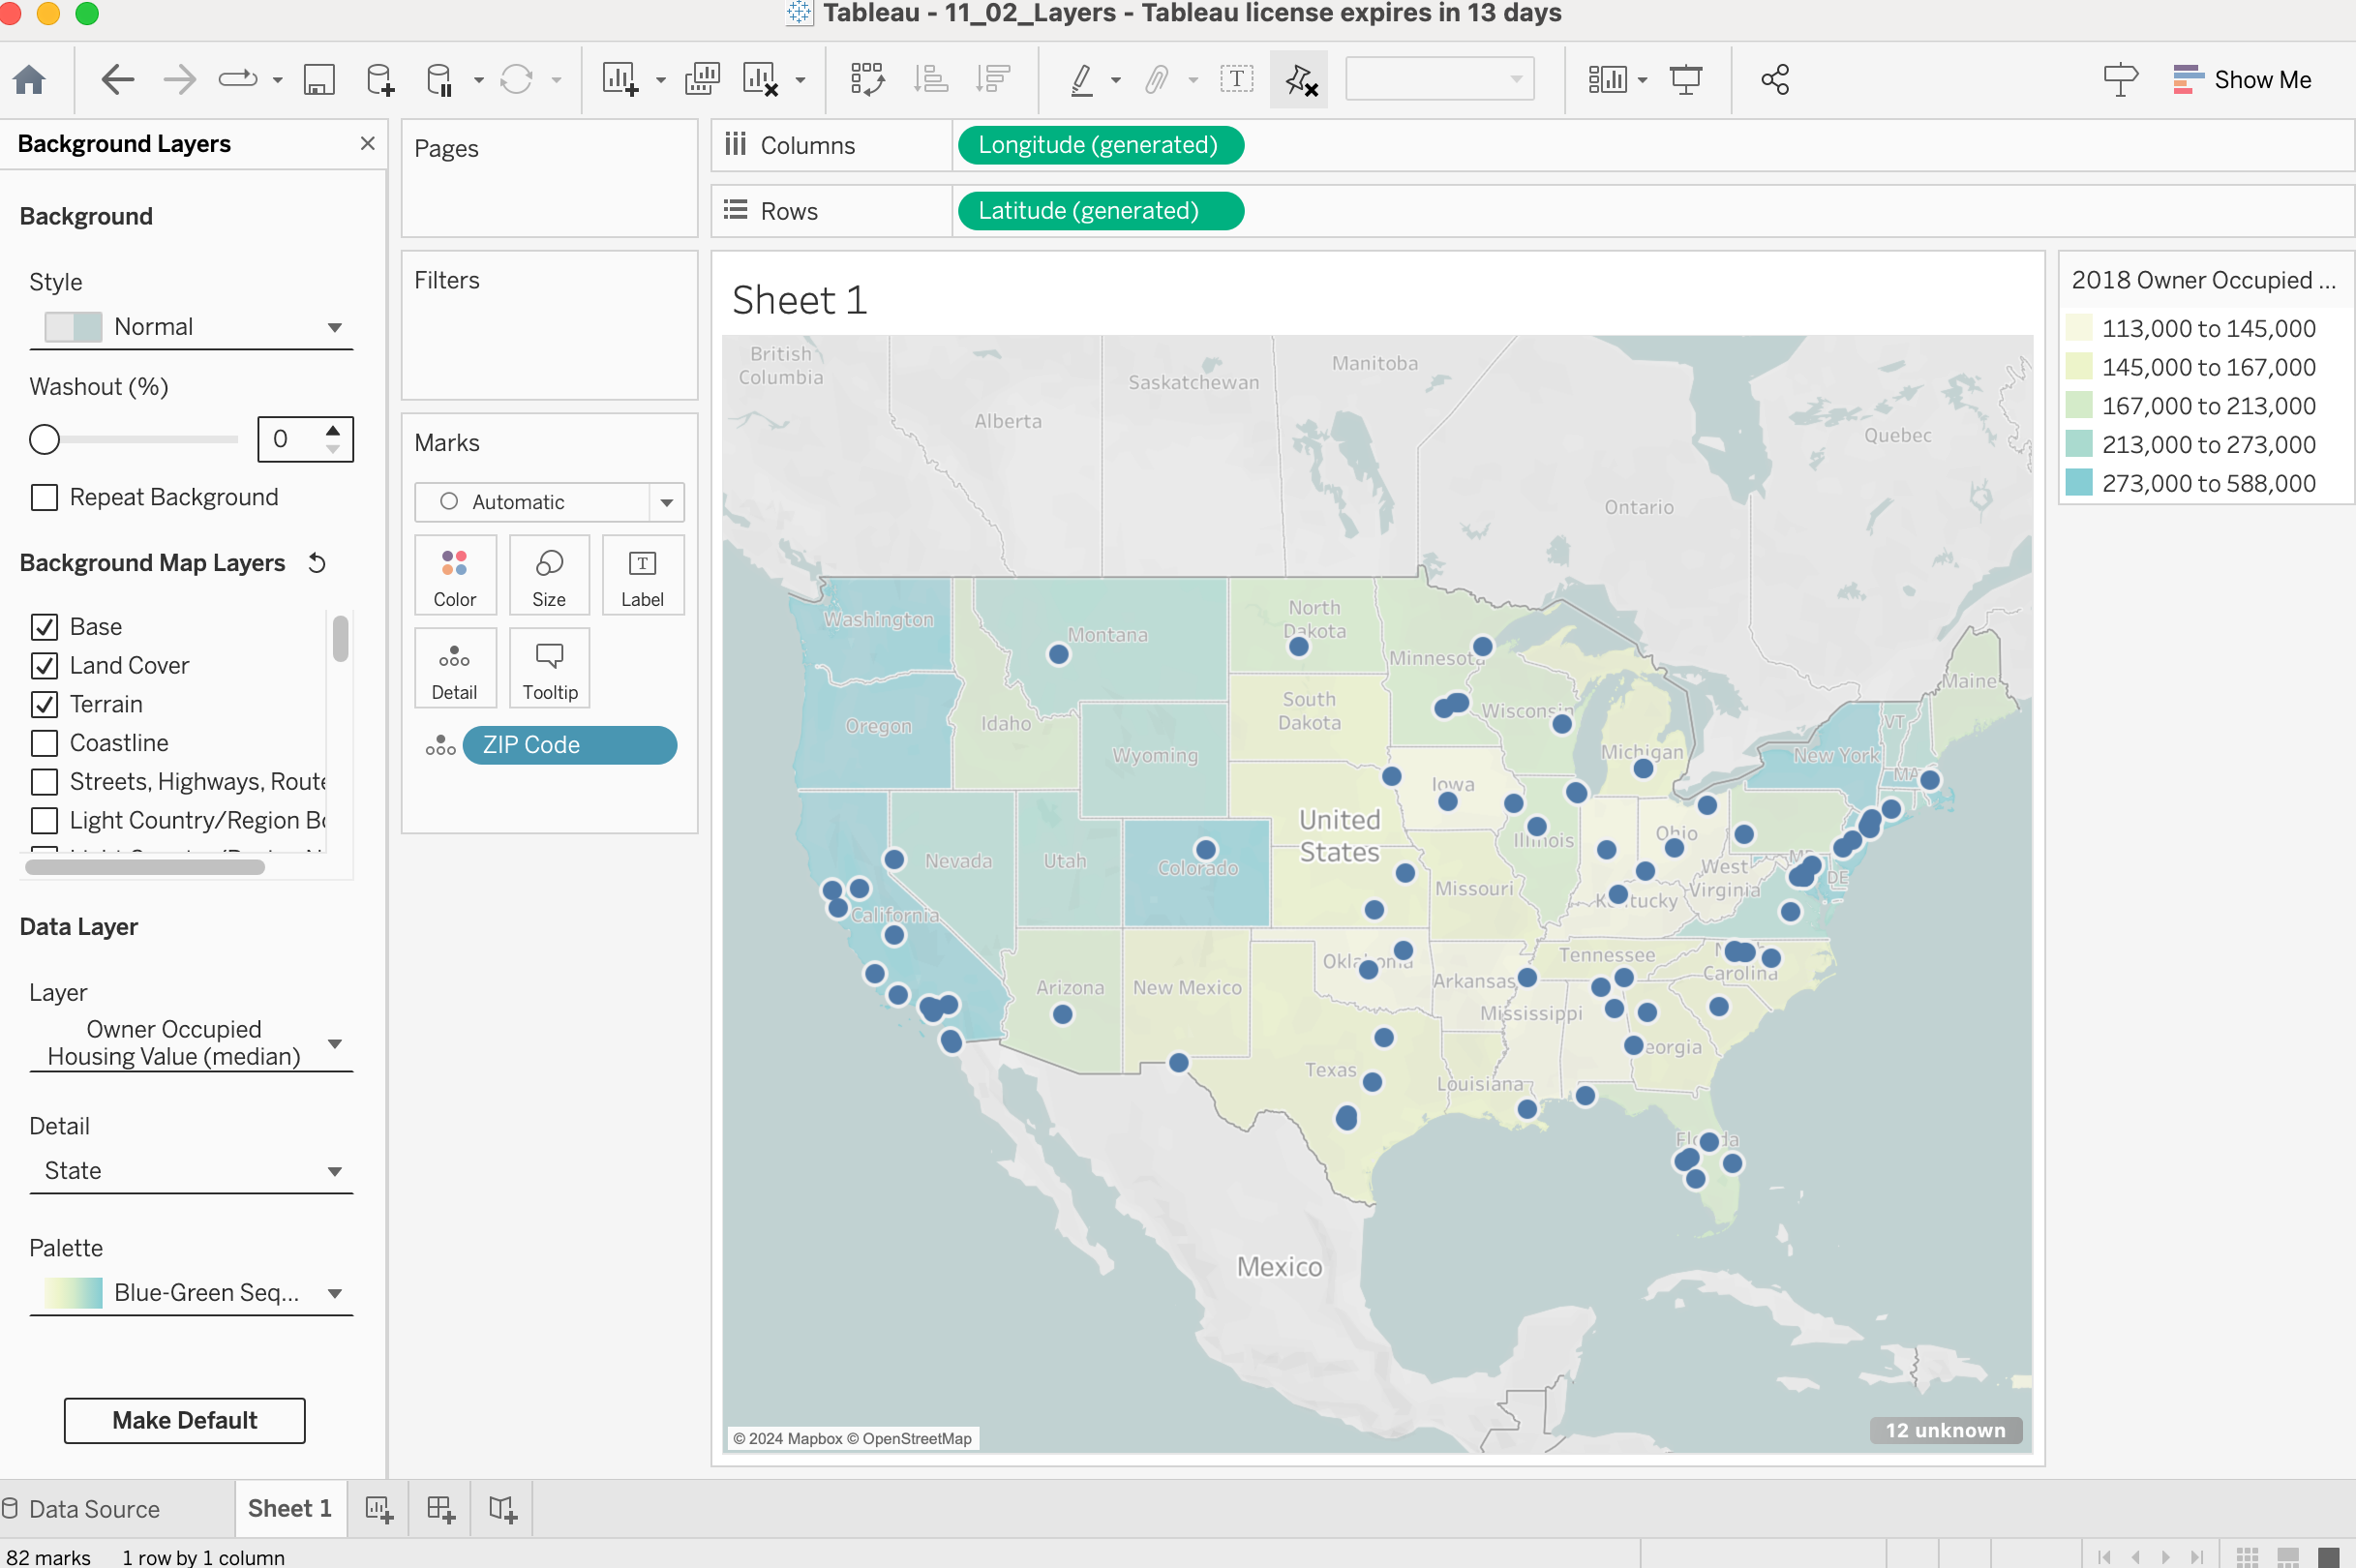 Tableau - 11_02_Layers - Tableau license expires in 13 days
Show Me
Background Layers
Background
Style
Normal
Washout (%)
0
Repeat Background
Background Map Layers
Base
Land Cover
Terrain
Coastline
Streets, Highways, Route
Light Country/Region Bo
Data Layer
Layer
Owner Occupied
Housing Value (median)
Detail
State
Palette
Blue-Green Seq...
Make Default
Pages
Filters
Marks
Automatic
Color
Size
T
Label
Detail
Tooltip
ZIP Code
Columns
Longitude (generated)
Rows
Latitude (generated)
Sheet 1
British
Columbia
Alberta
Saskatchewan
Manitoba
Ontario
Quebec
Washington
Montana
North
Dakota
Minnesota
Maine
Oregon
Idaho
South
Dakota
Wisconsin
Michigan
VT
New York
MA
Wyoming
Iowa
United
States
Illinois
Ohio
Nevada
Utah
Colorado
West
Virginia
MD
DE
California
Missouri
Kentucky
Tennessee
North
Carolina
Arizona
New Mexico
Oklahoma
Arkansas
Mississippi
Georgia
Texas
Louisiana
Florida
Mexico
© 2024 Mapbox © OpenStreetMap
12 unknown
2018 Owner Occupied ...
113,000 to 145,000
145,000 to 167,000
167,000 to 213,000
213,000 to 273,000
273,000 to 588,000
Data Source
Sheet 1
82 marks
1 row by 1 column